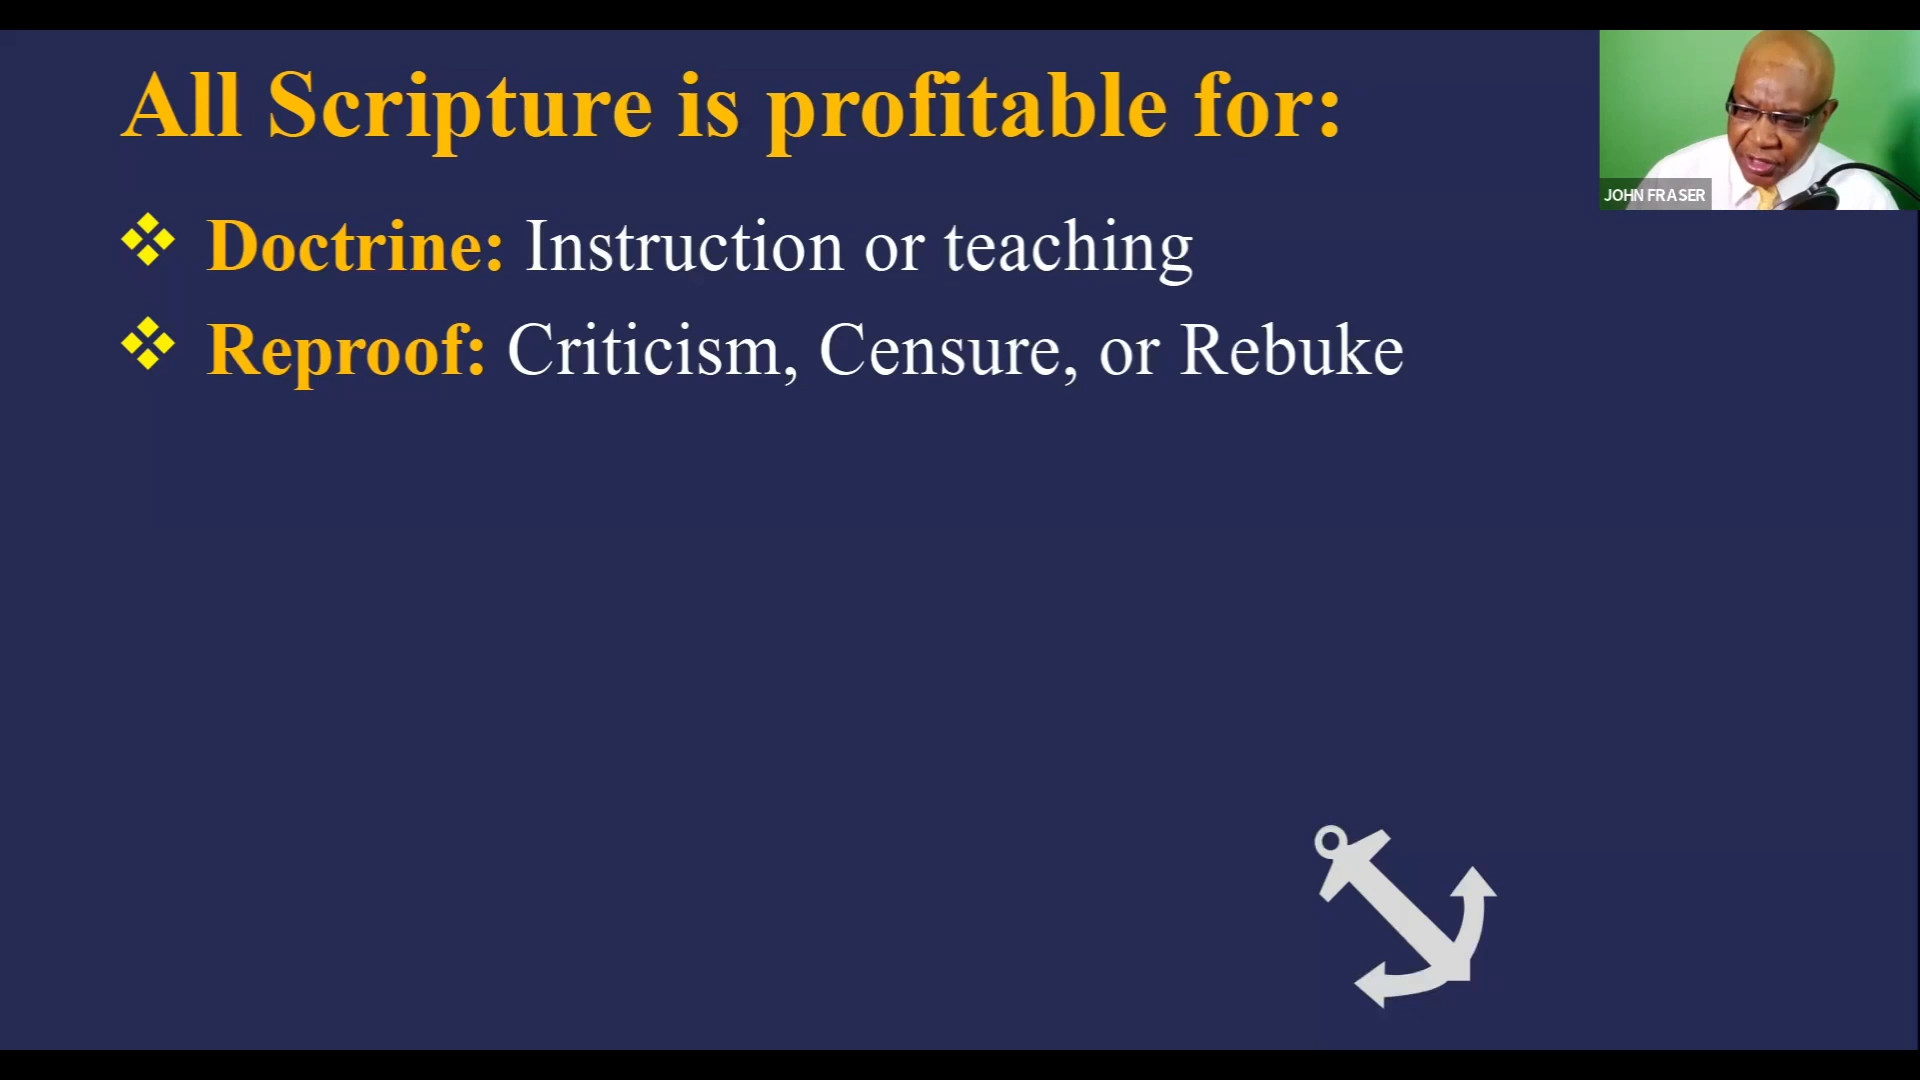 All Scripture is profitable for:
JOHN FRASER
Doctrine: Instruction or teaching
Reproof: Criticism, Censure, or Rebuke